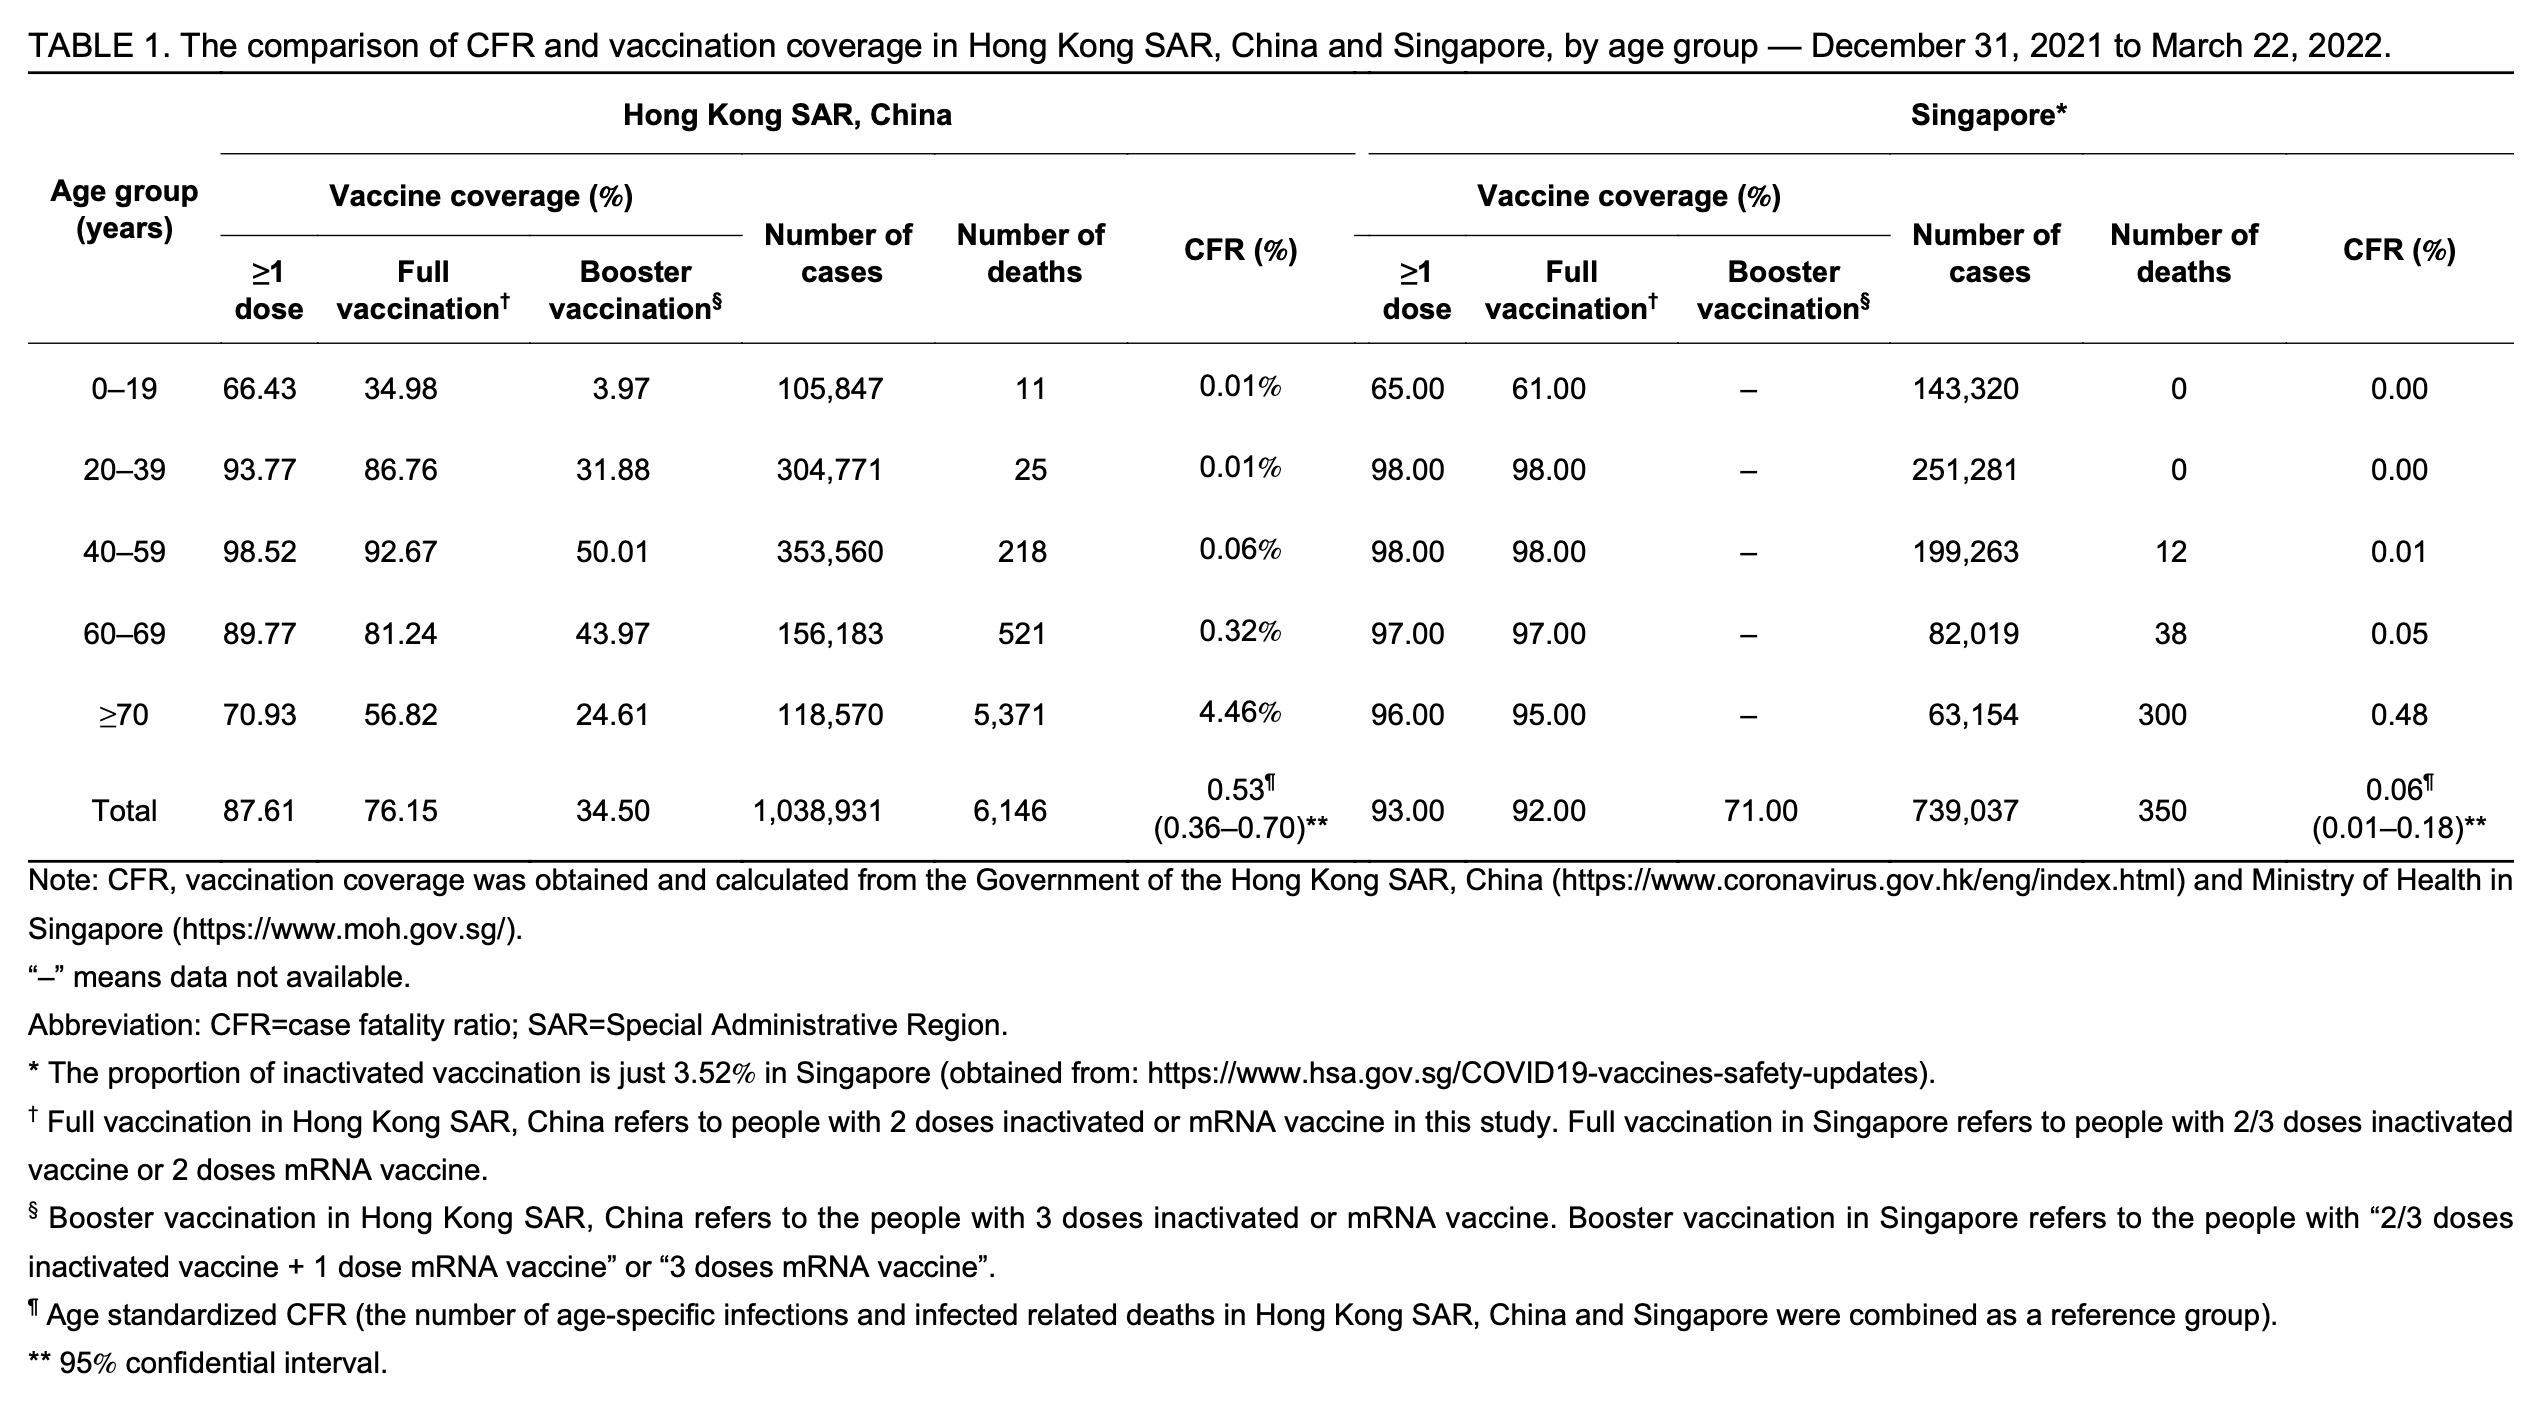 TABLE 1. The comparison of CFR and vaccination coverage in Hong Kong SAR, China and Singapore, by age group — December 31, 2021 to March 22, 2022.
Hong Kong SAR, China Singapore*
Age group (years) Vaccine coverage (%) Number of cases Number of deaths CFR (%) Vaccine coverage (%) Number of cases Number of deaths CFR (%)
≥1 dose Full vaccination† Booster vaccination§ ≥1 dose Full vaccination† Booster vaccination§
0–19 66.43 34.98 3.97 105,847 11 0.01% 65.00 61.00 – 143,320 0 0.00
20–39 93.77 86.76 31.88 304,771 25 0.01% 98.00 98.00 – 251,281 0 0.00
40–59 98.52 92.67 50.01 353,560 218 0.06% 98.00 98.00 – 199,263 12 0.01
60–69 89.77 81.24 43.97 156,183 521 0.32% 97.00 97.00 – 82,019 38 0.05
≥70 70.93 56.82 24.61 118,570 5,371 4.46% 96.00 95.00 – 63,154 300 0.48
Total 87.61 76.15 34.50 1,038,931 6,146 0.53¶ (0.36–0.70)** 93.00 92.00 71.00 739,037 350 0.06¶ (0.01–0.18)**
Note: CFR, vaccination coverage was obtained and calculated from the Government of the Hong Kong SAR, China (https://www.coronavirus.gov.hk/eng/index.html) and Ministry of Health in
Singapore (https://www.moh.gov.sg/).
“–” means data not available.
Abbreviation: CFR=case fatality ratio; SAR=Special Administrative Region.
* The proportion of inactivated vaccination is just 3.52% in Singapore (obtained from: https://www.hsa.gov.sg/COVID19-vaccines-safety-updates).
† Full vaccination in Hong Kong SAR, China refers to people with 2 doses inactivated or mRNA vaccine in this study. Full vaccination in Singapore refers to people with 2/3 doses inactivated
vaccine or 2 doses mRNA vaccine.
§ Booster vaccination in Hong Kong SAR, China refers to the people with 3 doses inactivated or mRNA vaccine. Booster vaccination in Singapore refers to the people with “2/3 doses
inactivated vaccine + 1 dose mRNA vaccine” or “3 doses mRNA vaccine”.
¶ Age standardized CFR (the number of age-specific infections and infected related deaths in Hong Kong SAR, China and Singapore were combined as a reference group).
** 95% confidential interval.